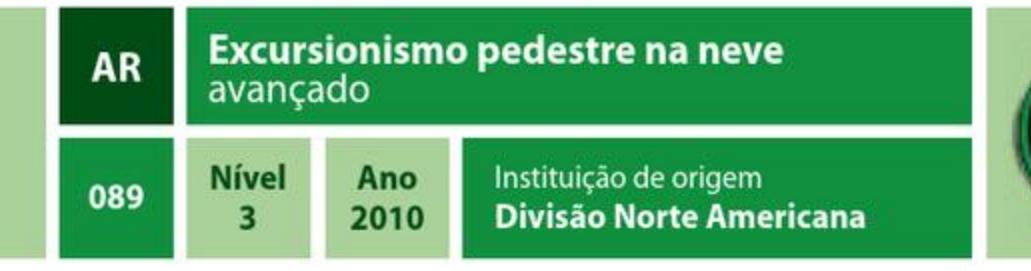 AR
Excursionismo pedestre na neve
avançado
089
Nível
3
Ano
2010
Instituição de origem
Divisão Norte Americana